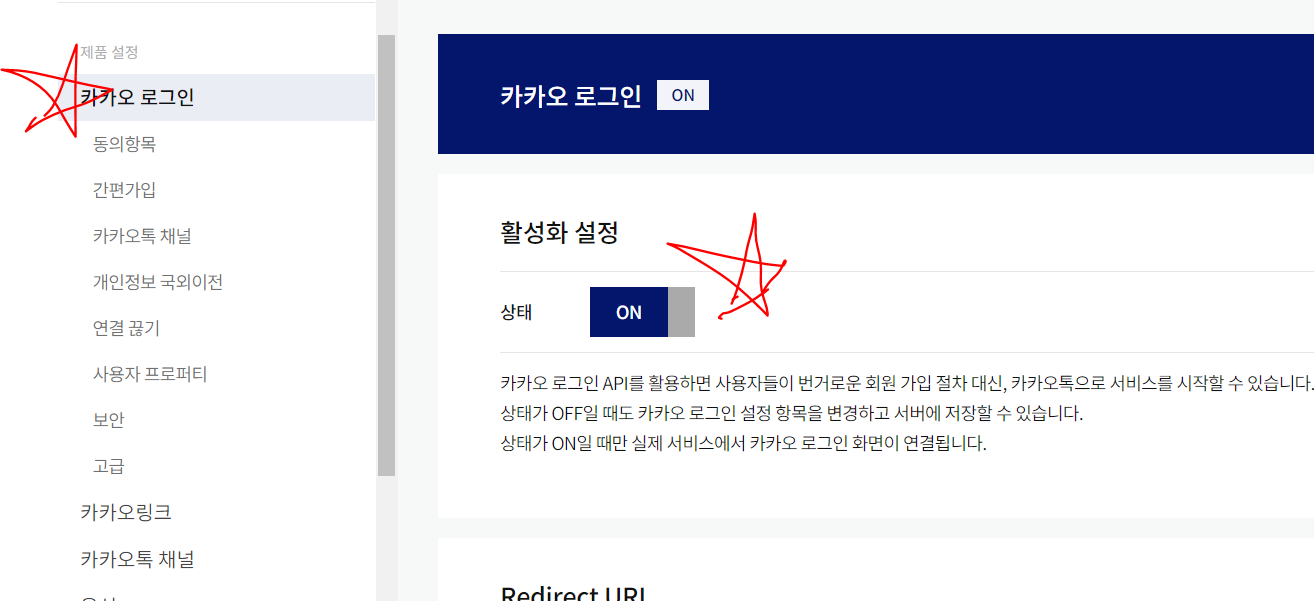 제품 설정
카카오 로그인
동의항목
간편가입
카카오톡 채널
개인정보 국외이전
연결 끊기
사용자 프로퍼티
보안
고급
카카오링크
카카오톡 채널
카카오 로그인 ON
활성화 설정
상태 ON
카카오 로그인 API를 활용하면 사용자들이 번거로운 회원 가입 절차 대신, 카카오톡으로 서비스를 시작할 수 있습니다.
상태가 OFF일 때도 카카오 로그인 설정 항목을 변경하고 서버에 저장할 수 있습니다.
상태가 ON일 때만 실제 서비스에서 카카오 로그인 화면이 연결됩니다.
Redirect URI